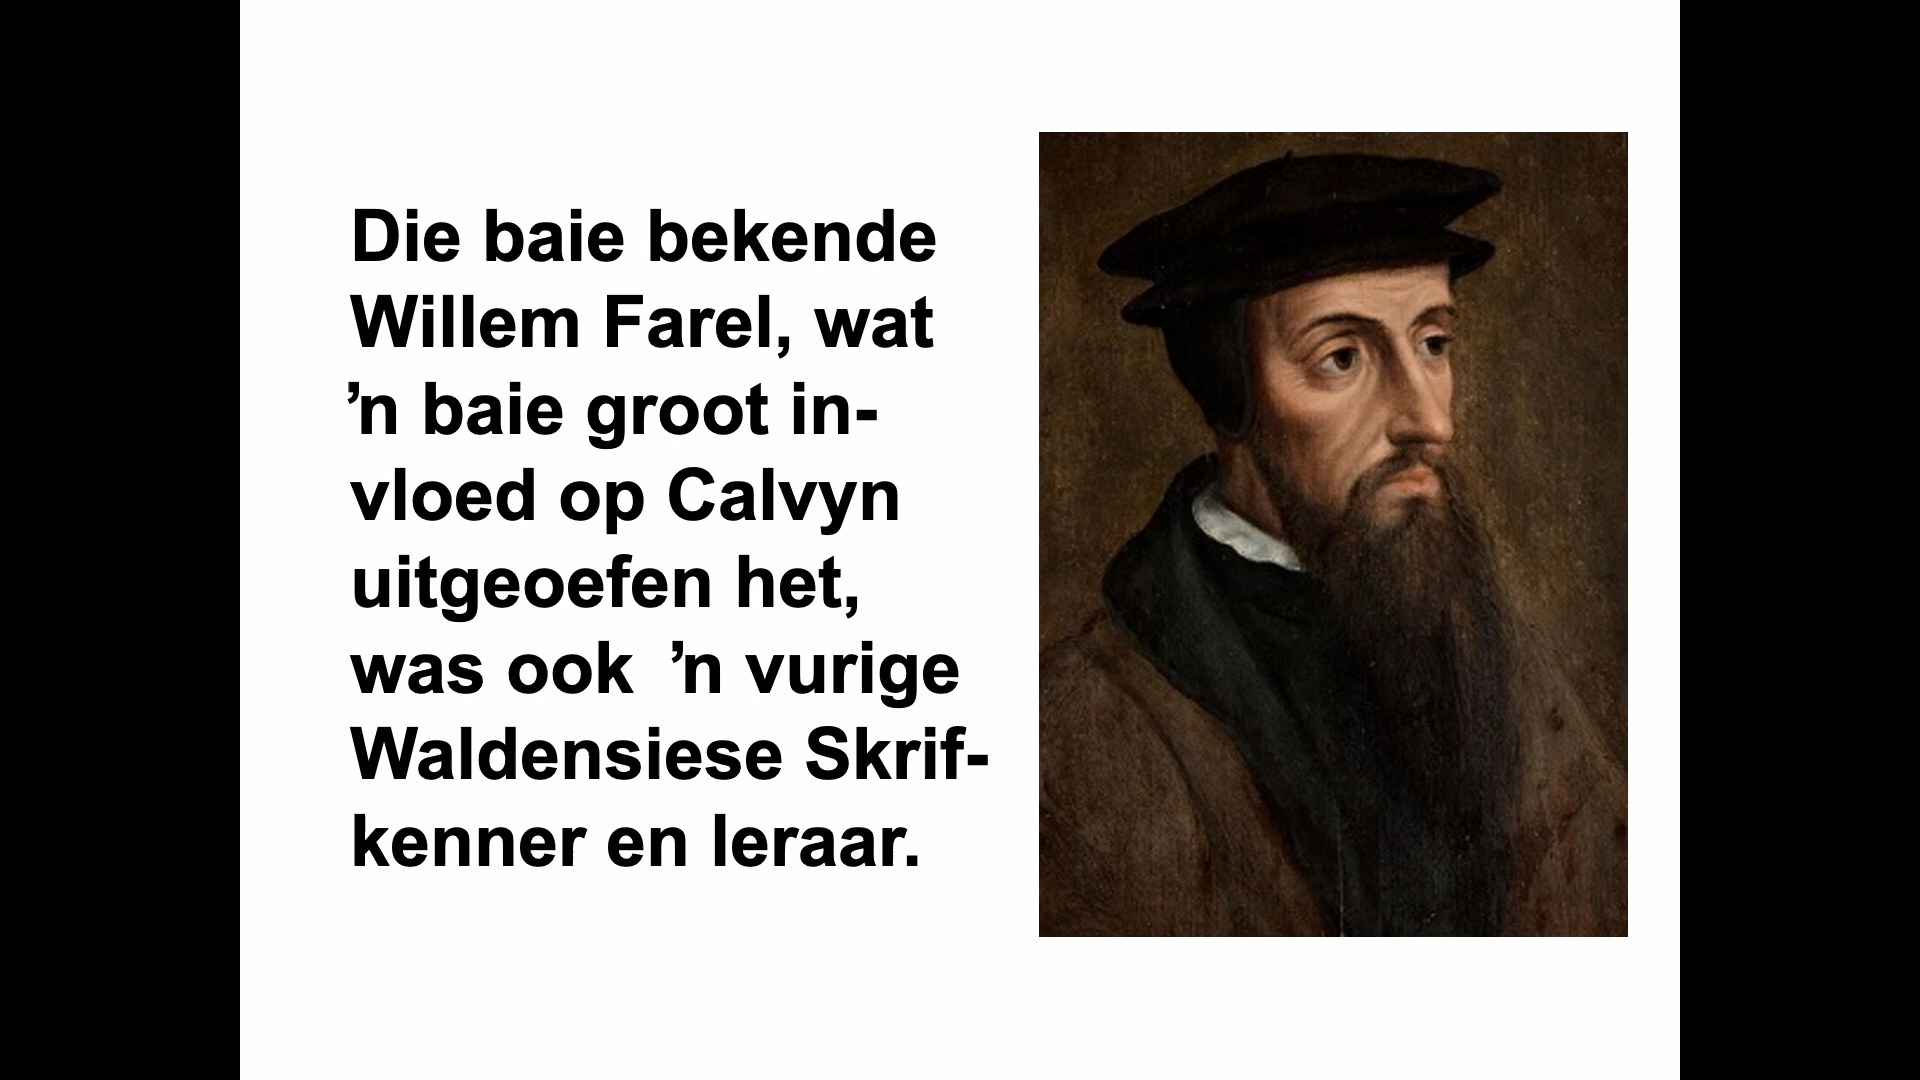 Die baie bekende
Willem Farel, wat
’n baie groot in-
vloed op Calvyn
uitgeoefen het,
was ook ’n vurige
Waldensiese Skrif-
kenner en leraar.